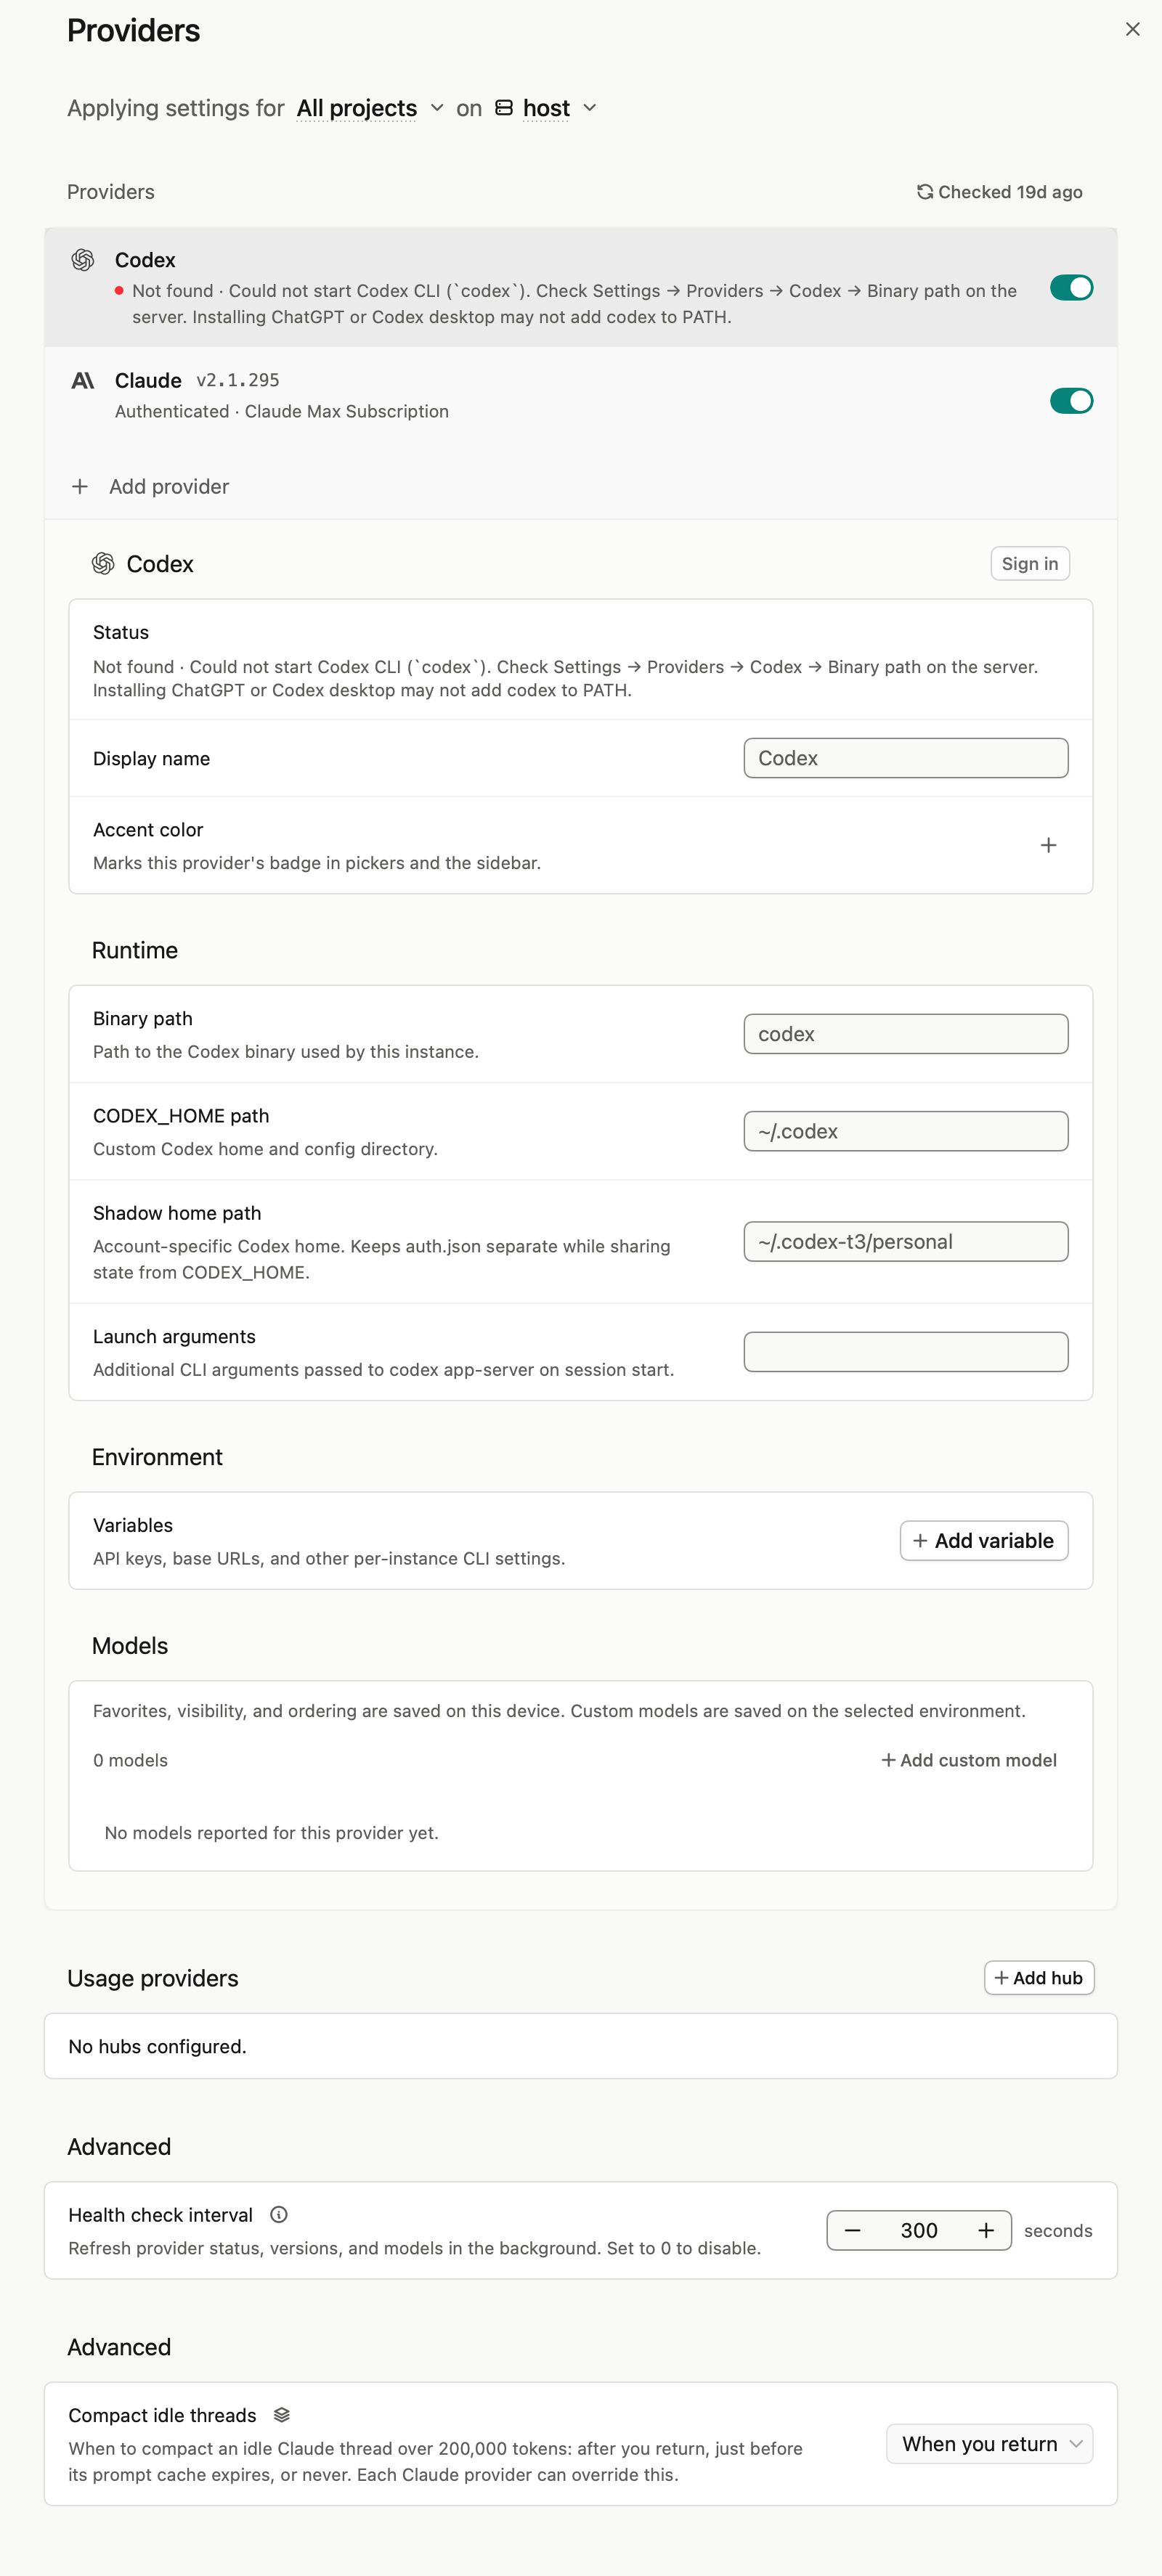 Providers
Applying settings for All projects on host
Providers
Checked 19d ago
Codex
Not found · Could not start Codex CLI (`codex`). Check Settings → Providers → Codex → Binary path on the
server. Installing ChatGPT or Codex desktop may not add codex to PATH.
Claude v2.1.295
Authenticated · Claude Max Subscription
+ Add provider
Codex
Sign in
Status
Not found · Could not start Codex CLI (`codex`). Check Settings → Providers → Codex → Binary path on the server.
Installing ChatGPT or Codex desktop may not add codex to PATH.
Display name
Codex
Accent color
Marks this provider's badge in pickers and the sidebar.
+
Runtime
Binary path
Path to the Codex binary used by this instance.
codex
CODEX_HOME path
Custom Codex home and config directory.
~/.codex
Shadow home path
Account-specific Codex home. Keeps auth.json separate while sharing
state from CODEX_HOME.
~/.codex-t3/personal
Launch arguments
Additional CLI arguments passed to codex app-server on session start.
Environment
Variables
API keys, base URLs, and other per-instance CLI settings.
+ Add variable
Models
Favorites, visibility, and ordering are saved on this device. Custom models are saved on the selected environment.
0 models
+ Add custom model
No models reported for this provider yet.
Usage providers
+ Add hub
No hubs configured.
Advanced
Health check interval
Refresh provider status, versions, and models in the background. Set to 0 to disable.
− 300 + seconds
Advanced
Compact idle threads
When to compact an idle Claude thread over 200,000 tokens: after you return, just before
its prompt cache expires, or never. Each Claude provider can override this.
When you return